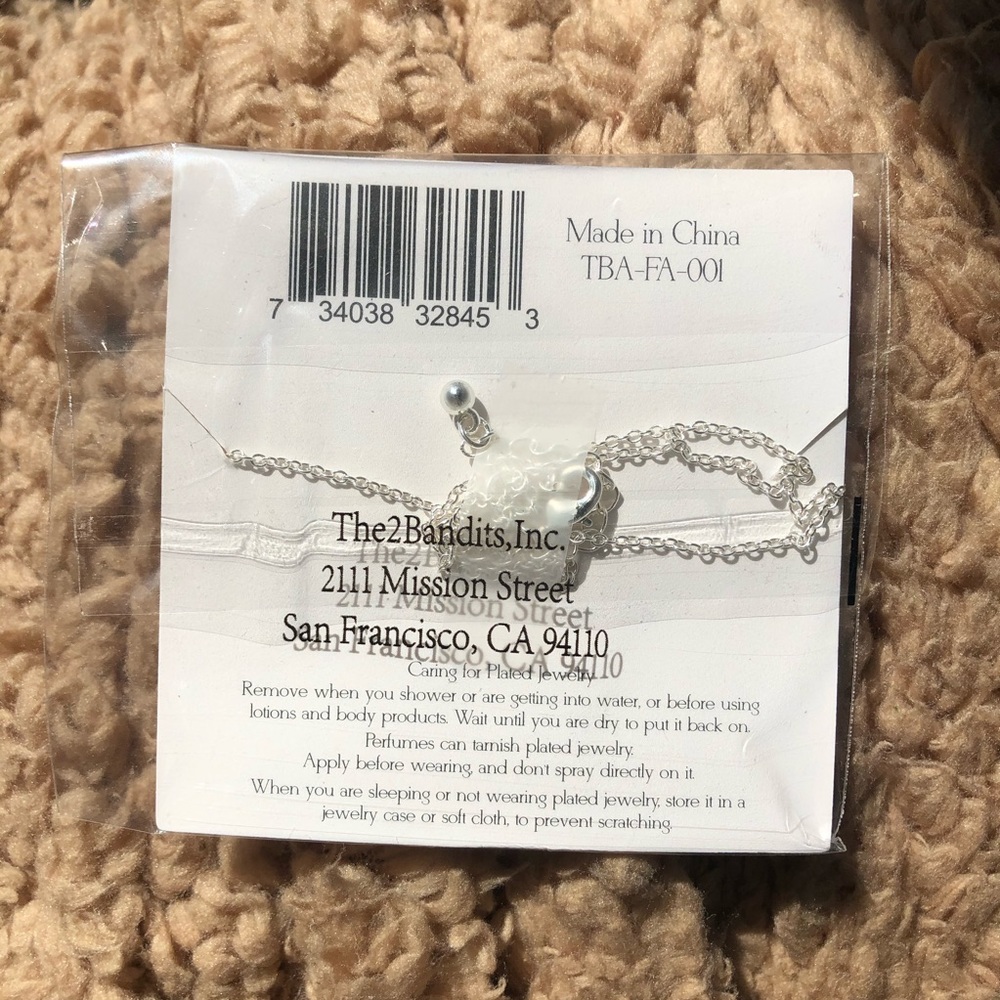 7 34038 32845 3
Made in China
TBA-FA-001
The2Bandits,Inc.
2111 Mission Street
San Francisco, CA 94110
Caring for Plated Jewelry
Remove when you shower or are getting into water, or before using
lotions and body products. Wait until you are dry to put it back on.
Perfumes can tarnish plated jewelry.
Apply before wearing, and don't spray directly on it.
When you are sleeping or not wearing plated jewelry, store it in a
jewelry case or soft cloth, to prevent scratching.